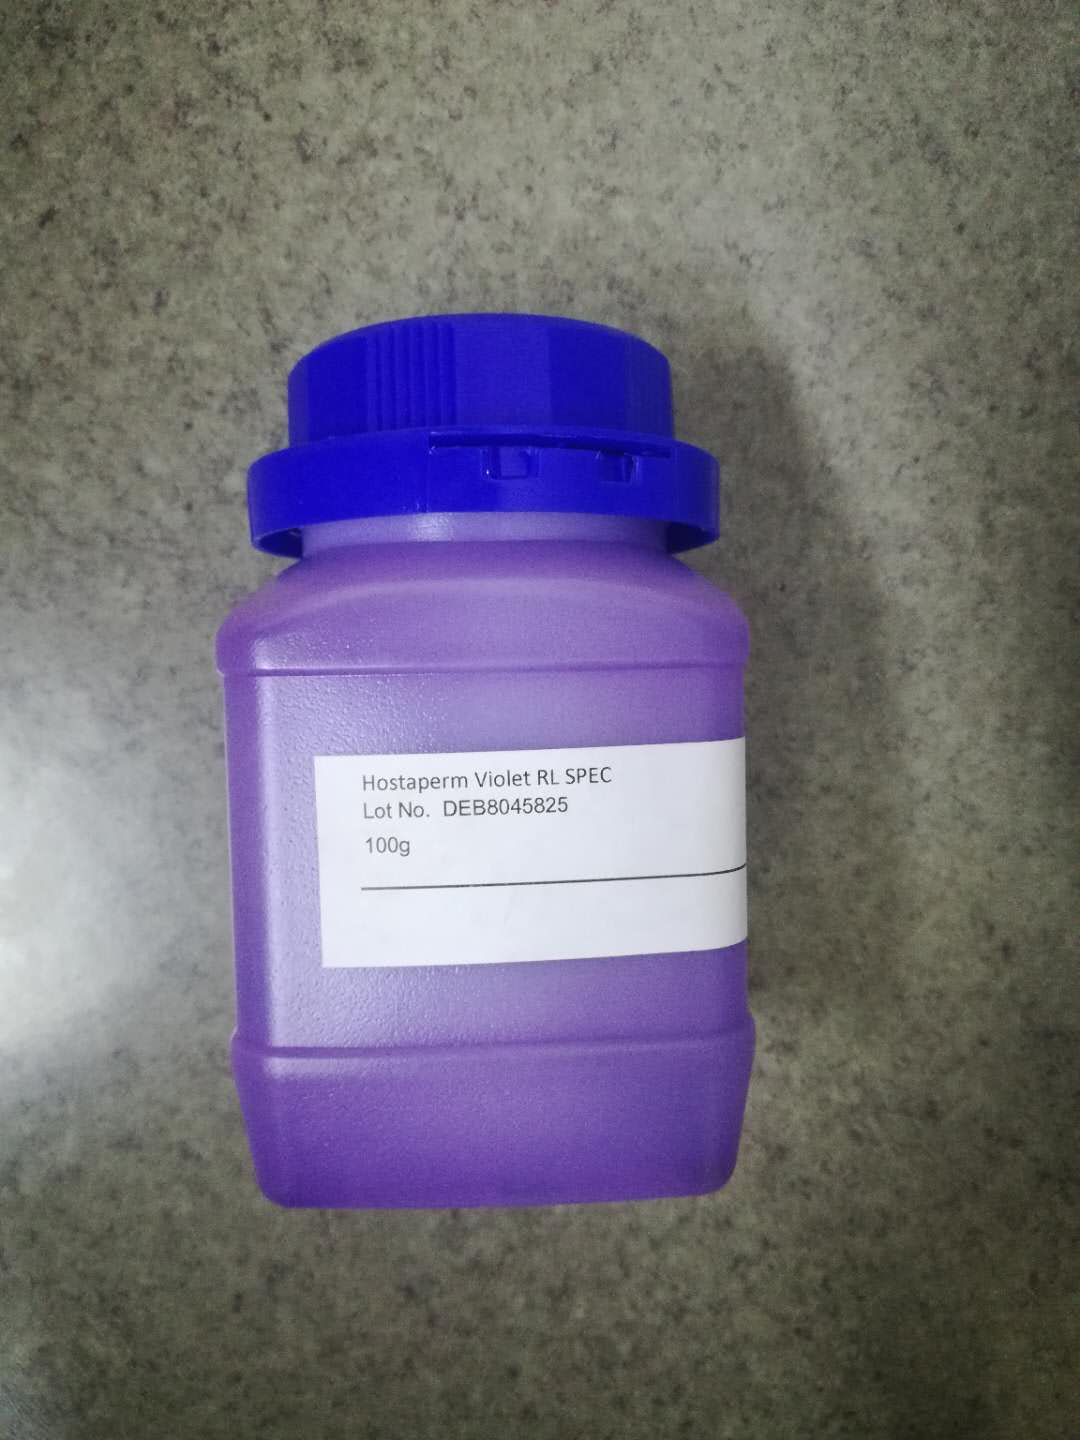 Hostaperm Violet RL SPEC
Lot No. DEB8045825
100g